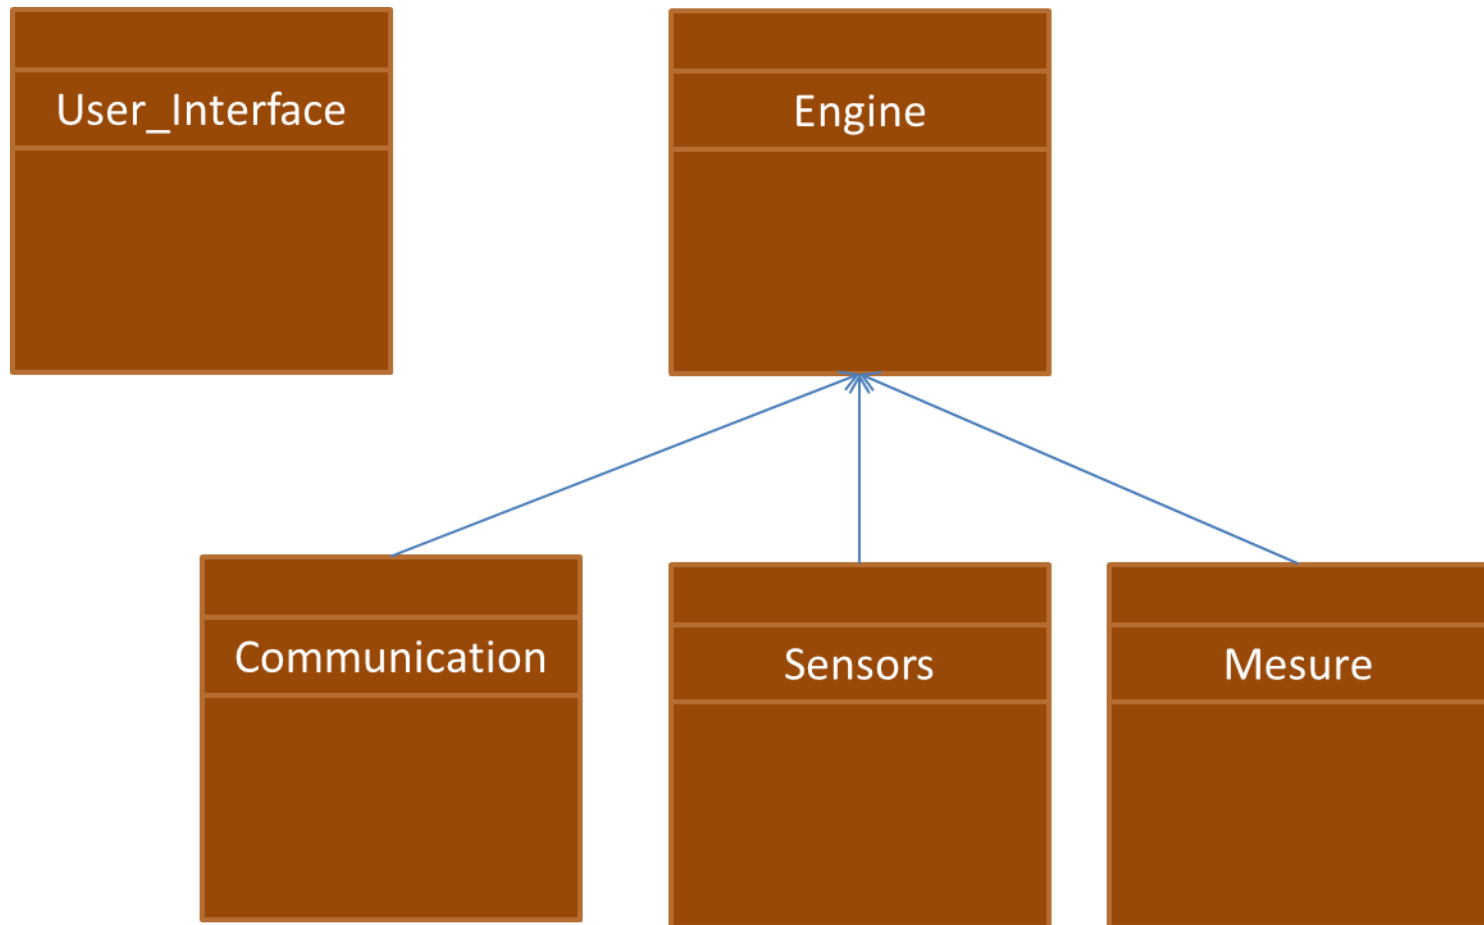 User_Interface
Engine
Communication
Sensors
Mesure